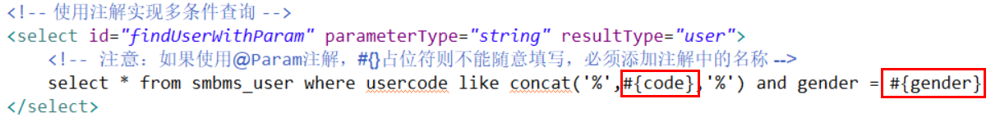 <!-- 使用注解实现多条件查询 -->
<select id="findUserWithParam" parameterType="string" resultType="user">
<!-- 注意：如果使用@Param注解，#{}占位符则不能随意填写，必须添加注解中的名称 -->
select * from smbms_user where usercode like concat('%',#{code},'%') and gender = #{gender}
</select>